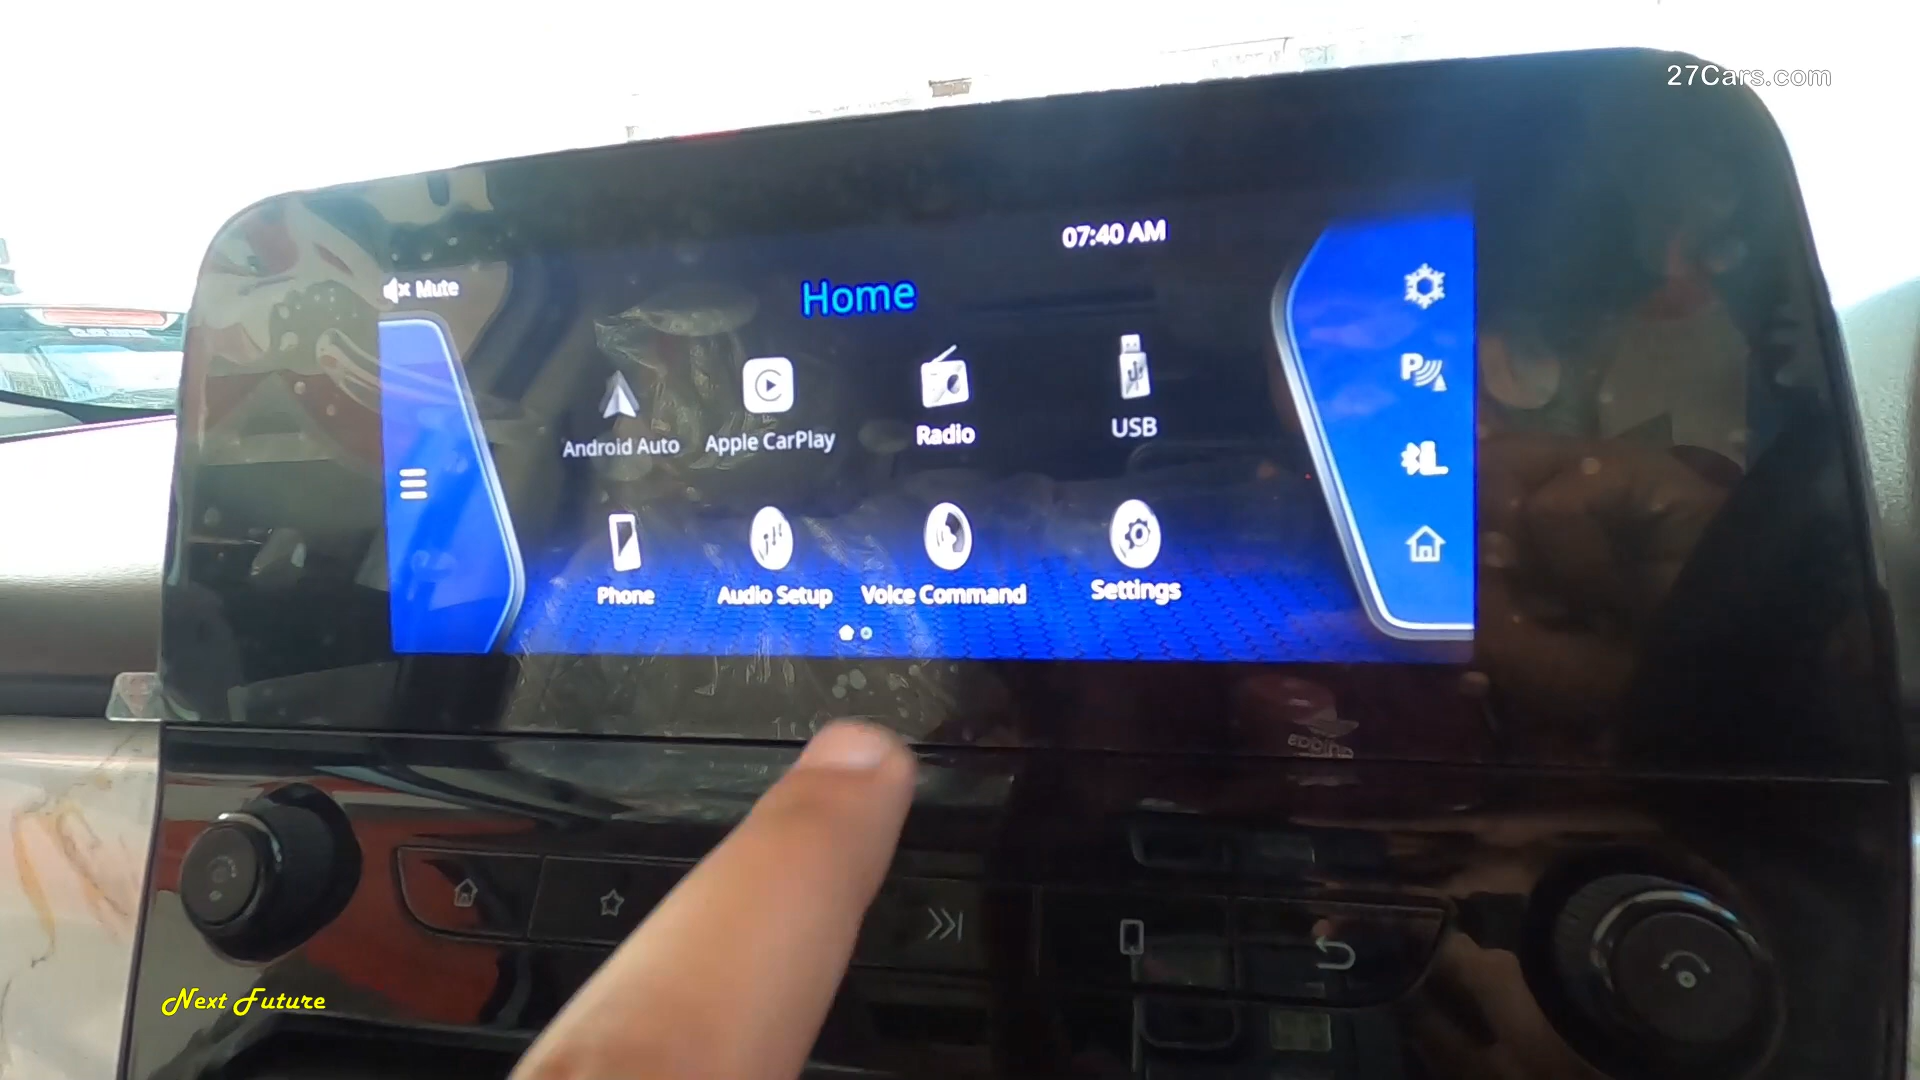 27Cars.com
07:40 AM
Mute
Home
Android Auto
Apple CarPlay
Radio
USB
P
Phone
Audio Setup
Voice Command
Settings
Next Future